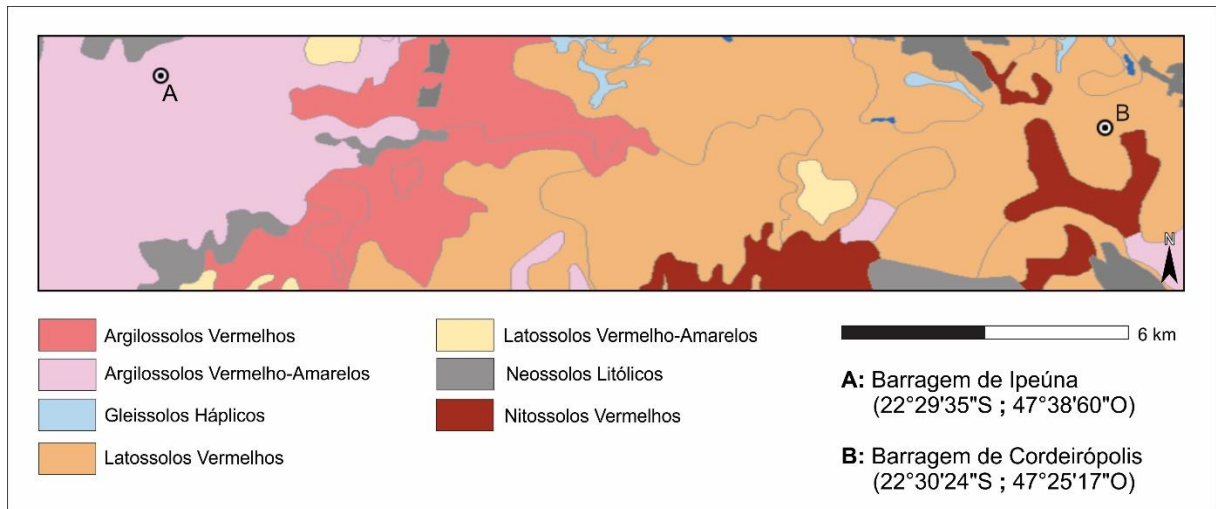 A
B
N
Argilossolos Vermelhos
Argilossolos Vermelho-Amarelos
Gleissolos Háplicos
Latossolos Vermelhos
Latossolos Vermelho-Amarelos
Neossolos Litólicos
Nitossolos Vermelhos
6 km
A: Barragem de Ipeúna
(22°29'35"S ; 47°38'60"O)
B: Barragem de Cordeirópolis
(22°30'24"S ; 47°25'17"O)